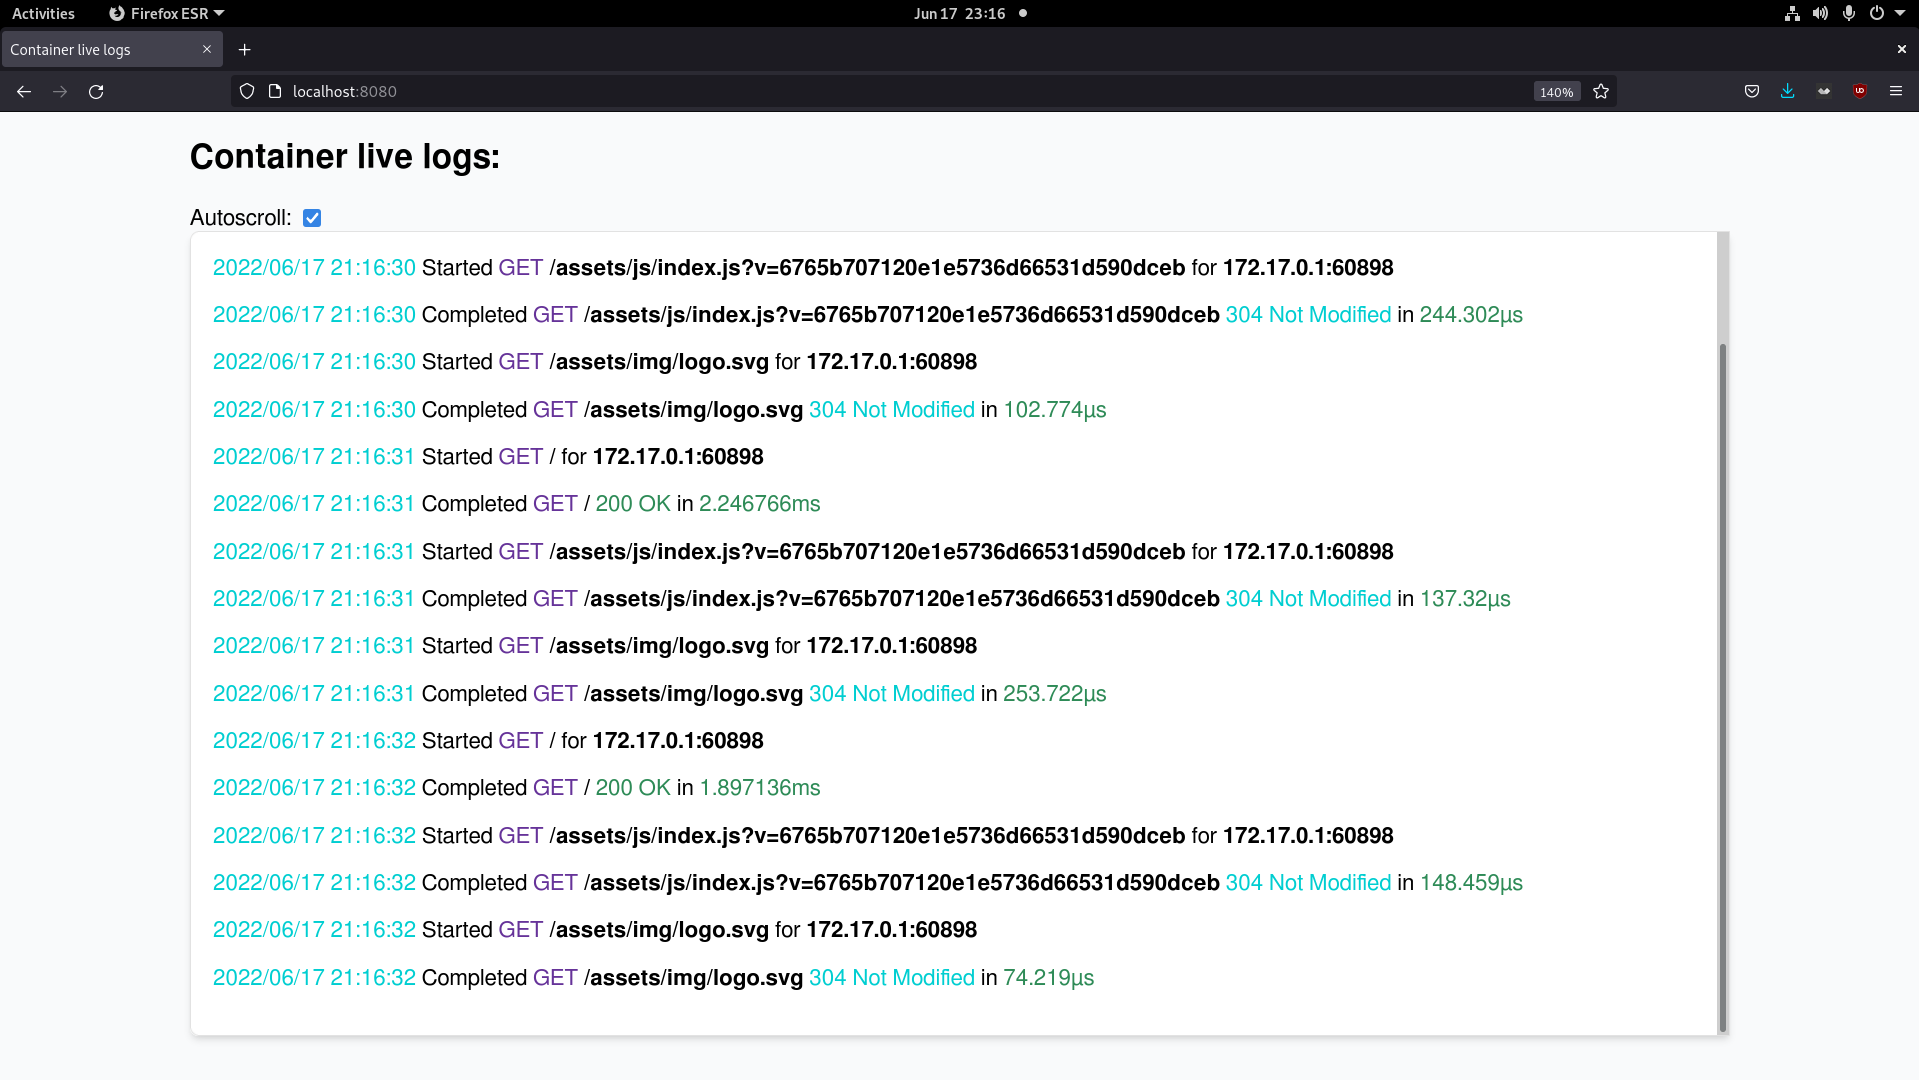 Activities Firefox ESR Jun 17 23:16
Container live logs
localhost:8080 140%
Container live logs:
Autoscroll:
2022/06/17 21:16:30 Started GET /assets/js/index.js?v=6765b707120e1e5736d66531d590dceb for 172.17.0.1:60898
2022/06/17 21:16:30 Completed GET /assets/js/index.js?v=6765b707120e1e5736d66531d590dceb 304 Not Modified in 244.302µs
2022/06/17 21:16:30 Started GET /assets/img/logo.svg for 172.17.0.1:60898
2022/06/17 21:16:30 Completed GET /assets/img/logo.svg 304 Not Modified in 102.774µs
2022/06/17 21:16:31 Started GET / for 172.17.0.1:60898
2022/06/17 21:16:31 Completed GET / 200 OK in 2.246766ms
2022/06/17 21:16:31 Started GET /assets/js/index.js?v=6765b707120e1e5736d66531d590dceb for 172.17.0.1:60898
2022/06/17 21:16:31 Completed GET /assets/js/index.js?v=6765b707120e1e5736d66531d590dceb 304 Not Modified in 137.32µs
2022/06/17 21:16:31 Started GET /assets/img/logo.svg for 172.17.0.1:60898
2022/06/17 21:16:31 Completed GET /assets/img/logo.svg 304 Not Modified in 253.722µs
2022/06/17 21:16:32 Started GET / for 172.17.0.1:60898
2022/06/17 21:16:32 Completed GET / 200 OK in 1.897136ms
2022/06/17 21:16:32 Started GET /assets/js/index.js?v=6765b707120e1e5736d66531d590dceb for 172.17.0.1:60898
2022/06/17 21:16:32 Completed GET /assets/js/index.js?v=6765b707120e1e5736d66531d590dceb 304 Not Modified in 148.459µs
2022/06/17 21:16:32 Started GET /assets/img/logo.svg for 172.17.0.1:60898
2022/06/17 21:16:32 Completed GET /assets/img/logo.svg 304 Not Modified in 74.219µs